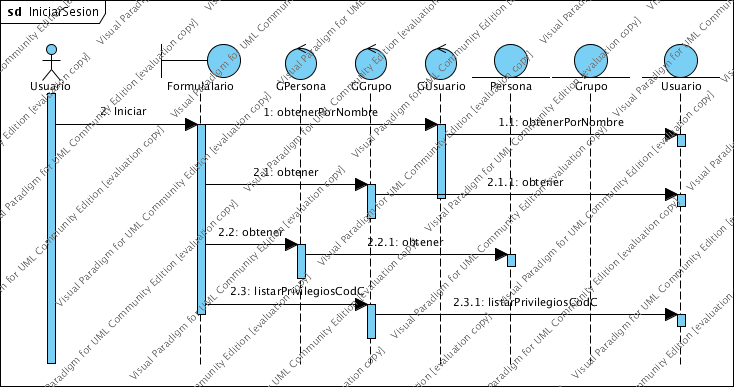 sd IniciarSesion
Usuario
Formulalario
GPersona
GGrupo
GUsuario
Persona
Grupo
Usuario
2: Iniciar
1: obtenerPorNombre
1.1: obtenerPorNombre
2.1: obtener
2.1.1: obtener
2.2: obtener
2.2.1: obtener
2.3: listarPrivilegiosCodC
2.3.1: listarPrivilegiosCodC
Visual Paradigm for UML Community Edition [evaluation copy]